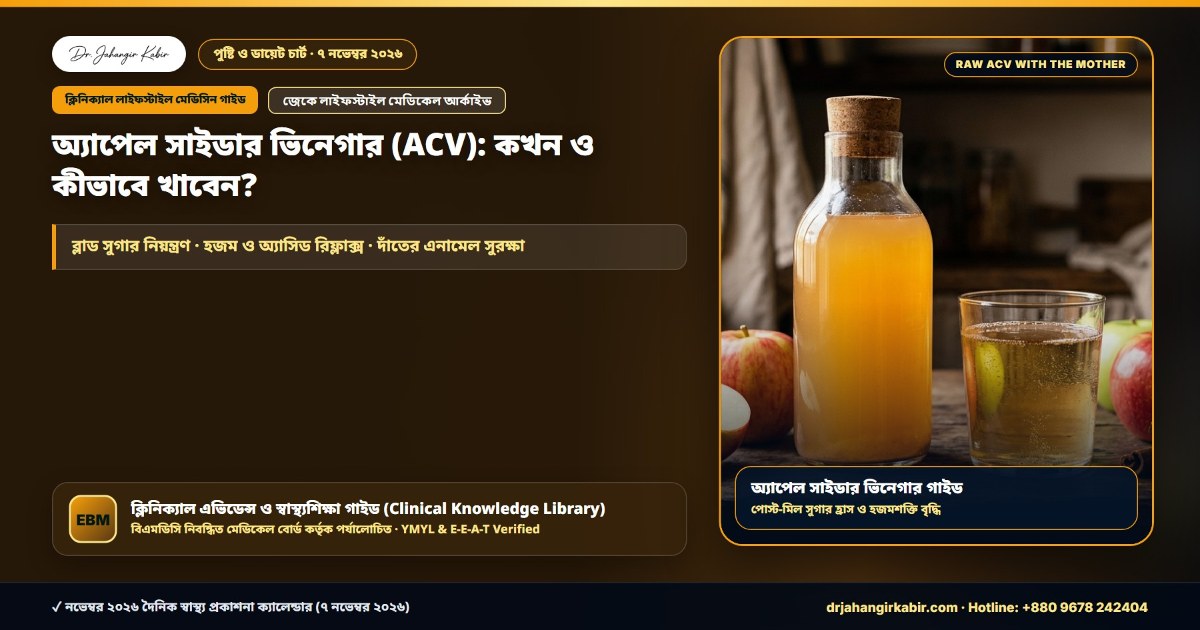 Dr. Jahangir Kabir
পুষ্টি ও ডায়েট চার্ট · ৭ নভেম্বর ২০২৬
ক্লিনিক্যাল লাইফস্টাইল মেডিসিন গাইড
জেকে লাইফস্টাইল মেডিকেল আর্কাইভ
অ্যাপেল সাইডার ভিনেগার (ACV): কখন ও
কীভাবে খাবেন?
ব্লাড সুগার নিয়ন্ত্রণ · হজম ও অ্যাসিড রিফ্লাক্স · দাঁতের এনামেল সুরক্ষা
EBM
ক্লিনিক্যাল এভিডেন্স ও স্বাস্থ্যশিক্ষা গাইড (Clinical Knowledge Library)
বিএমডিসি নিবন্ধিত মেডিকেল বোর্ড কর্তৃক পর্যালোচিত · YMYL & E-E-A-T Verified
RAW ACV WITH THE MOTHER
অ্যাপেল সাইডার ভিনেগার গাইড
পোস্ট-মিল সুগার হ্রাস ও হজমশক্তি বৃদ্ধি
✓ নভেম্বর ২০২৬ দৈনিক স্বাস্থ্য প্রকাশনা ক্যালেন্ডার (৭ নভেম্বর ২০২৬)
drjahangirkabir.com · Hotline: +880 9678 242404